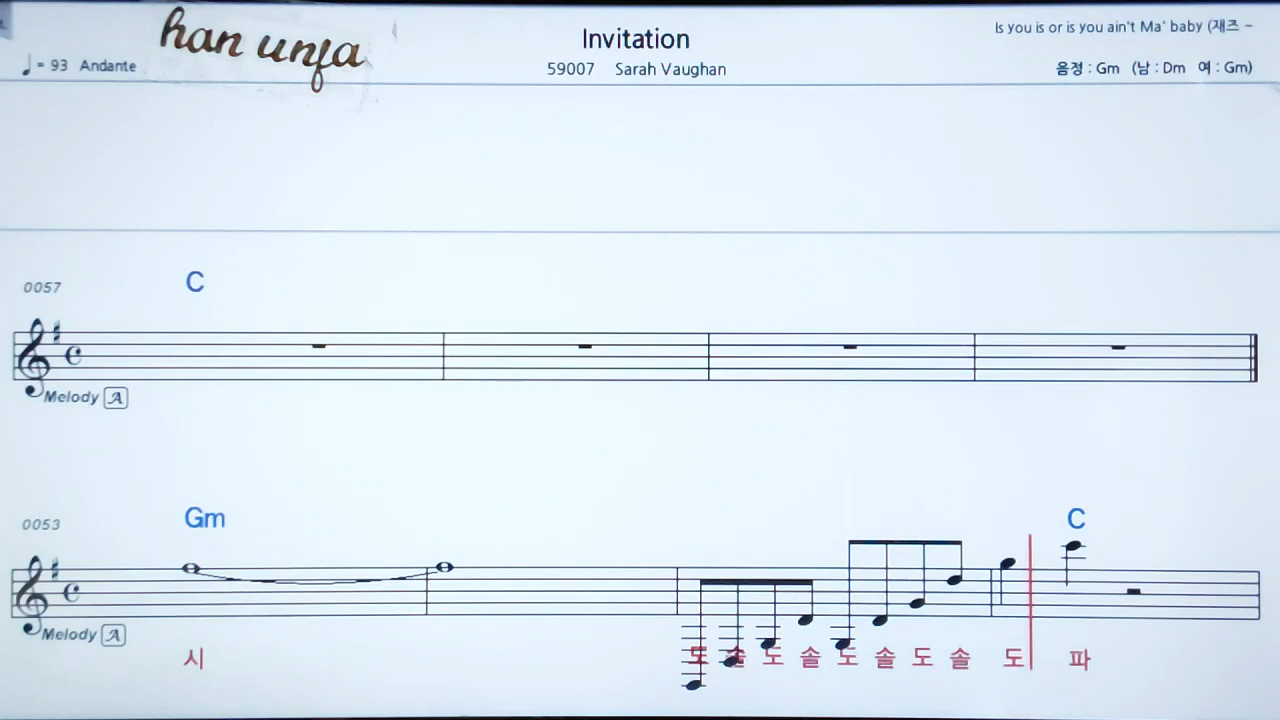 han unfa
Invitation
Is you is or is you ain't Ma' baby (재즈 -
♩ = 93 Andante
59007 Sarah Vaughan
음정 : Gm (남 : Dm 여 : Gm)
0057
C
Melody A
0053
Gm
C
Melody A
시 도 솔 도 솔 도 솔 도 솔 도 파